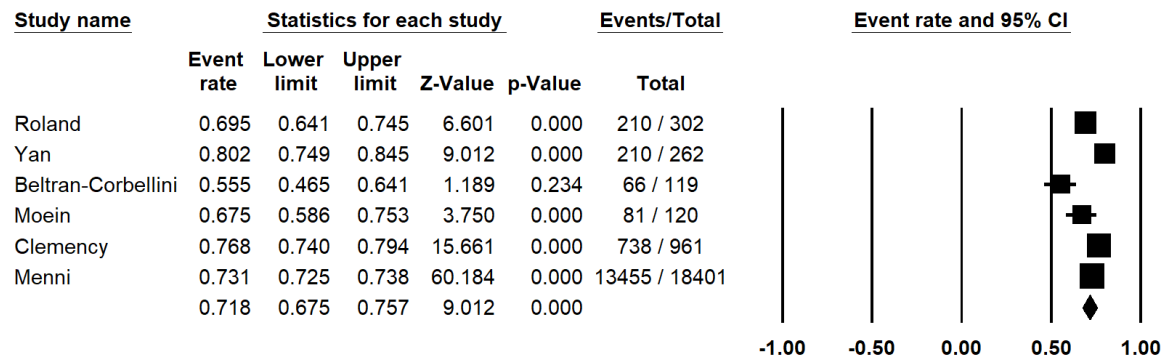 Study name Statistics for each study Events/Total Event rate and 95% CI
Event Lower Upper
rate limit limit Z-Value p-Value Total
Roland 0.695 0.641 0.745 6.601 0.000 210 / 302
Yan 0.802 0.749 0.845 9.012 0.000 210 / 262
Beltran-Corbellini 0.555 0.465 0.641 1.189 0.234 66 / 119
Moein 0.675 0.586 0.753 3.750 0.000 81 / 120
Clemency 0.768 0.740 0.794 15.661 0.000 738 / 961
Menni 0.731 0.725 0.738 60.184 0.000 13455 / 18401
0.718 0.675 0.757 9.012 0.000
-1.00 -0.50 0.00 0.50 1.00